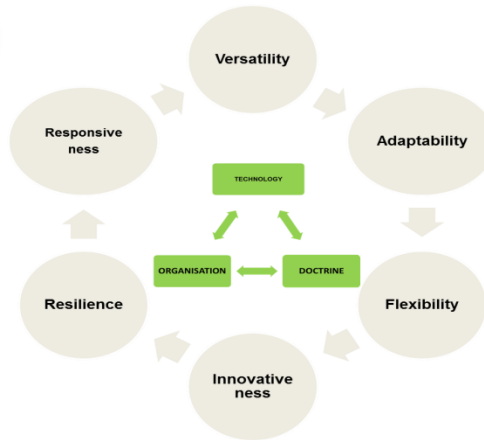 Versatility
Responsive
ness
Adaptability
TECHNOLOGY
ORGANISATION
DOCTRINE
Resilience
Flexibility
Innovative
ness